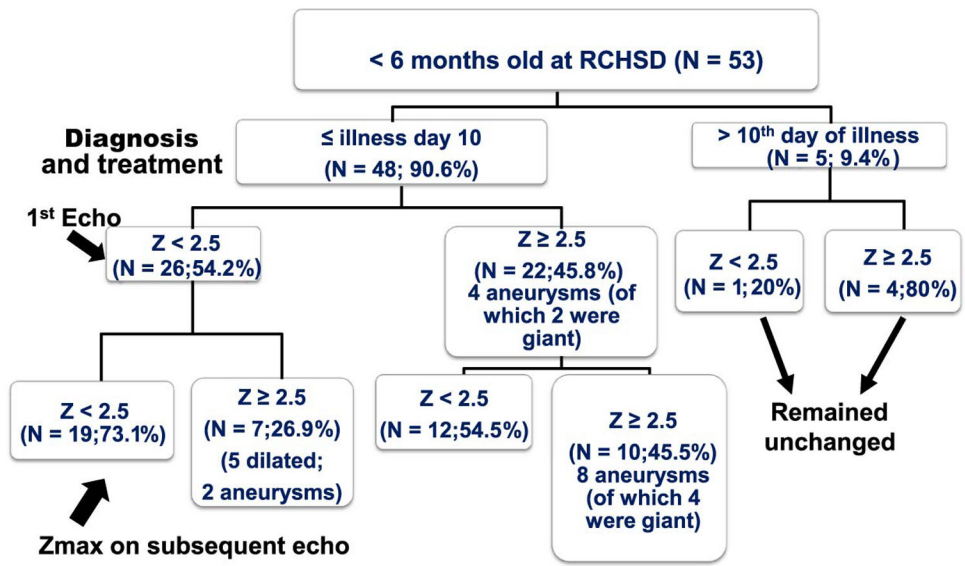 < 6 months old at RCHSD (N = 53)
Diagnosis
and treatment
≤ illness day 10
(N = 48; 90.6%)
> 10th day of illness
(N = 5; 9.4%)
1st Echo
Z < 2.5
(N = 26;54.2%)
Z ≥ 2.5
(N = 22;45.8%)
4 aneurysms (of
which 2 were
giant)
Z < 2.5
(N = 1;20%)
Z ≥ 2.5
(N = 4;80%)
Z < 2.5
(N = 19;73.1%)
Z ≥ 2.5
(N = 7;26.9%)
(5 dilated;
2 aneurysms)
Z < 2.5
(N = 12;54.5%)
Z ≥ 2.5
(N = 10;45.5%)
8 aneurysms
(of which 4
were giant)
Remained
unchanged
Zmax on subsequent echo